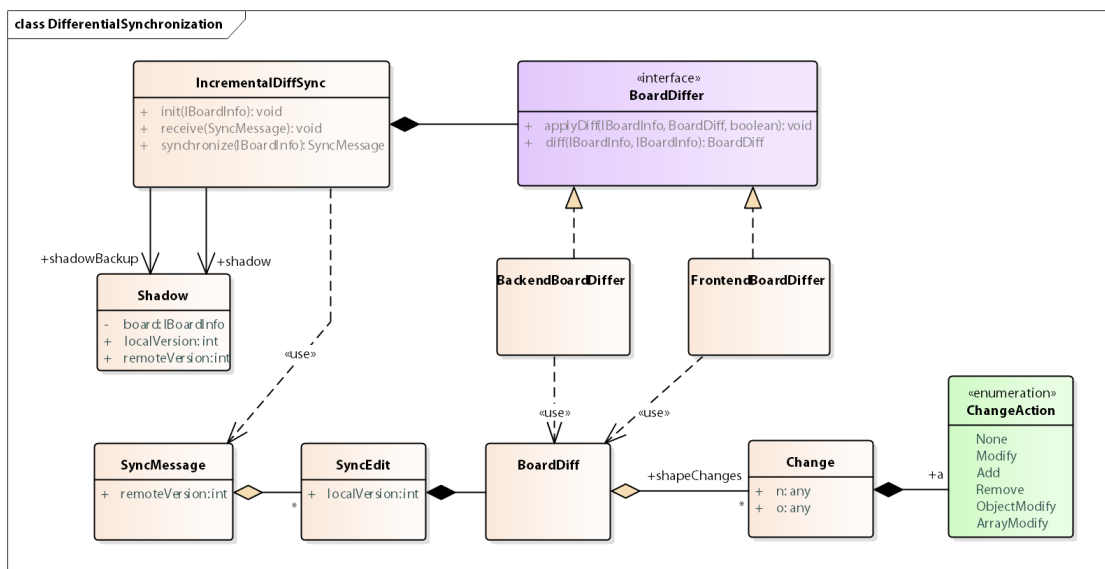 class DifferentialSynchronization
IncrementalDiffSync
+ init(IBoardInfo): void
+ receive(SyncMessage): void
+ synchronize(IBoardInfo): SyncMessage
«interface»
BoardDiffer
+ applyDiff(IBoardInfo, BoardDiff, boolean): void
+ diff(IBoardInfo, IBoardInfo): BoardDiff
+shadowBackup
+shadow
Shadow
- board: IBoardInfo
+ localVersion: int
+ remoteVersion: int
BackendBoardDiffer
FrontendBoardDiffer
«use»
«use»
«use»
SyncMessage
+ remoteVersion: int
*
SyncEdit
+ localVersion: int
BoardDiff
+shapeChanges
*
Change
+ n: any
+ o: any
+a
«enumeration»
ChangeAction
None
Modify
Add
Remove
ObjectModify
ArrayModify